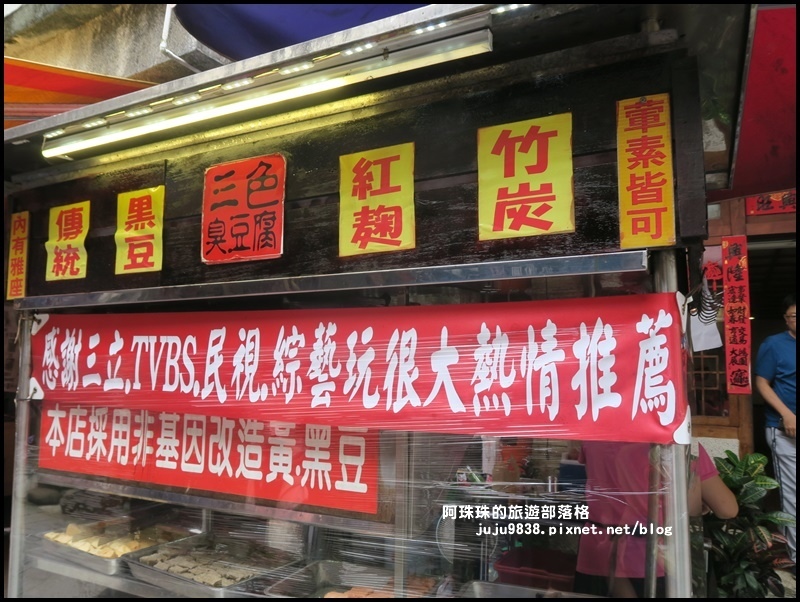 內有雅座
傳統
黑豆
三色
臭豆腐
紅麴
竹炭
葷素皆可
感謝三立.TVBS.民視.綜藝玩很大熱情推薦
本店採用非基因改造黃.黑豆
阿珠珠的旅遊部落格
juju9838.pixnet.net/blog